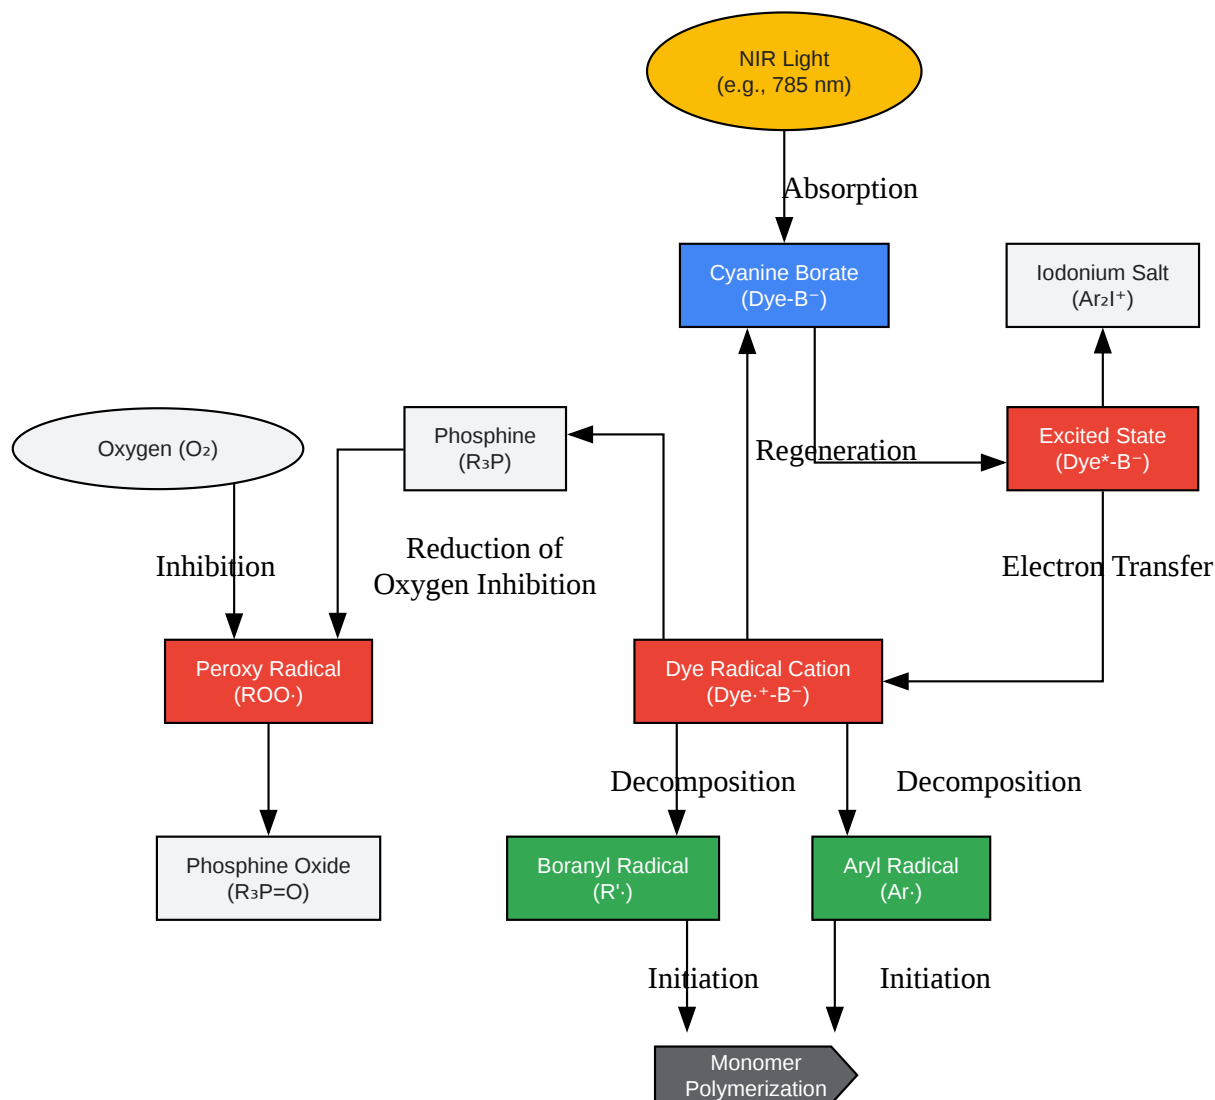 NIR Light
(e.g., 785 nm)
Absorption
Cyanine Borate
(Dye-B⁻)
Iodonium Salt
(Ar₂I⁺)
Oxygen (O₂)
Phosphine
(R₃P)
Regeneration
Excited State
(Dye*-B⁻)
Inhibition
Reduction of
Oxygen Inhibition
Electron Transfer
Peroxy Radical
(ROO·)
Dye Radical Cation
(Dye·⁺-B⁻)
Decomposition
Decomposition
Phosphine Oxide
(R₃P=O)
Boranyl Radical
(R'·)
Aryl Radical
(Ar·)
Initiation
Initiation
Monomer
Polymerization